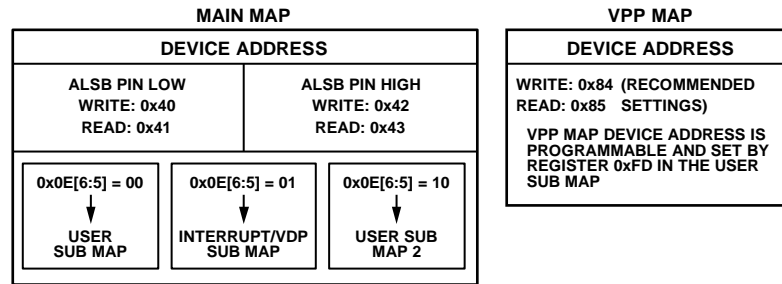 MAIN MAP
DEVICE ADDRESS
ALSB PIN LOW
WRITE: 0x40
READ: 0x41
ALSB PIN HIGH
WRITE: 0x42
READ: 0x43
0x0E[6:5] = 00
USER
SUB MAP
0x0E[6:5] = 01
INTERRUPT/VDP
SUB MAP
0x0E[6:5] = 10
USER SUB
MAP 2
VPP MAP
DEVICE ADDRESS
WRITE: 0x84 (RECOMMENDED
READ: 0x85 SETTINGS)
VPP MAP DEVICE ADDRESS IS
PROGRAMMABLE AND SET BY
REGISTER 0xFD IN THE USER
SUB MAP